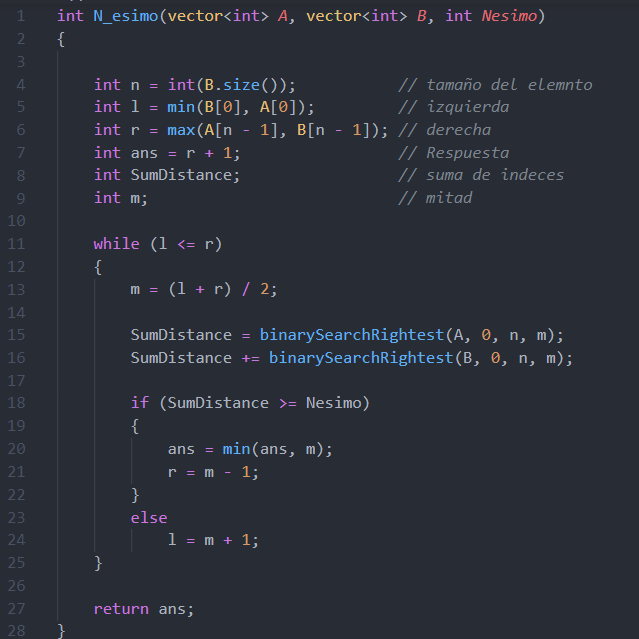 1 int N_esimo(vector<int> A, vector<int> B, int Nesimo)
2 {
3
4 int n = int(B.size()); // tamaño del elemnto
5 int l = min(B[0], A[0]); // izquierda
6 int r = max(A[n - 1], B[n - 1]); // derecha
7 int ans = r + 1; // Respuesta
8 int SumDistance; // suma de indeces
9 int m; // mitad
10
11 while (l <= r)
12 {
13 m = (l + r) / 2;
14
15 SumDistance = binarySearchRightest(A, 0, n, m);
16 SumDistance += binarySearchRightest(B, 0, n, m);
17
18 if (SumDistance >= Nesimo)
19 {
20 ans = min(ans, m);
21 r = m - 1;
22 }
23 else
24 l = m + 1;
25 }
26
27 return ans;
28 }